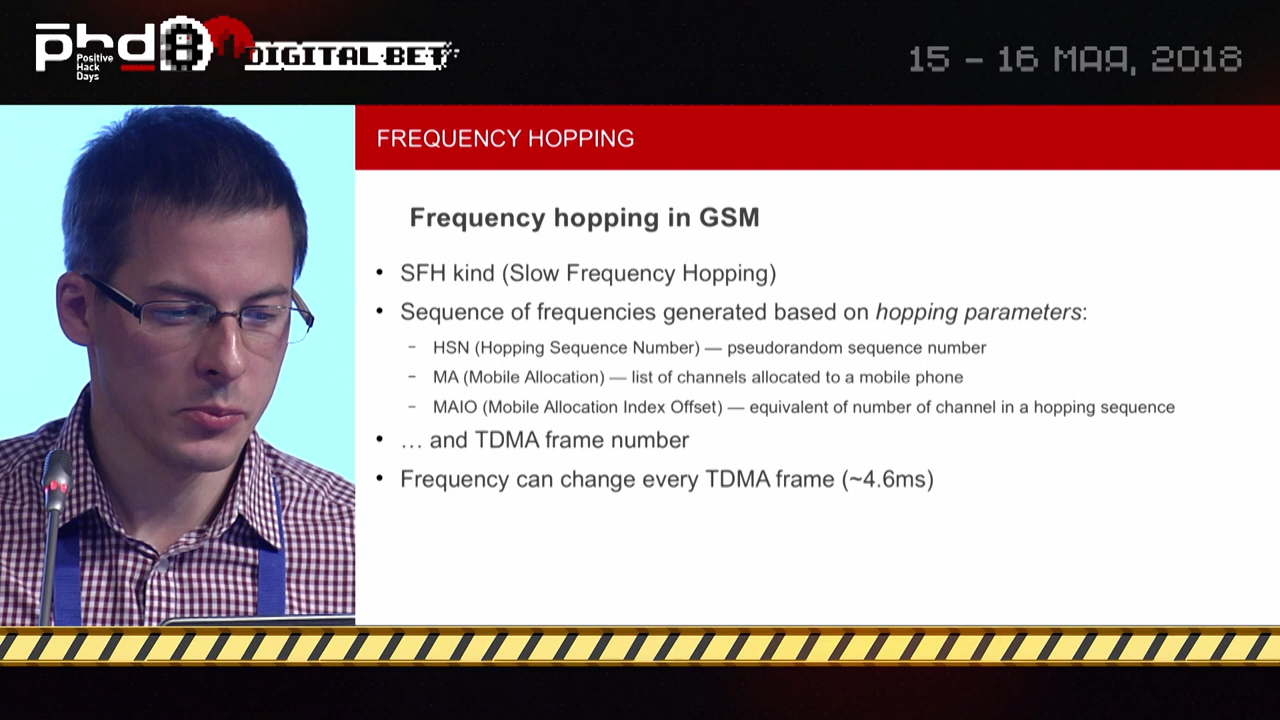 phd8
Positive
Hack
Days
DIGITAL BET
15 – 16 МАЯ, 2018
FREQUENCY HOPPING
Frequency hopping in GSM
• SFH kind (Slow Frequency Hopping)
• Sequence of frequencies generated based on hopping parameters:
– HSN (Hopping Sequence Number) — pseudorandom sequence number
– MA (Mobile Allocation) — list of channels allocated to a mobile phone
– MAIO (Mobile Allocation Index Offset) — equivalent of number of channel in a hopping sequence
• … and TDMA frame number
• Frequency can change every TDMA frame (~4.6ms)